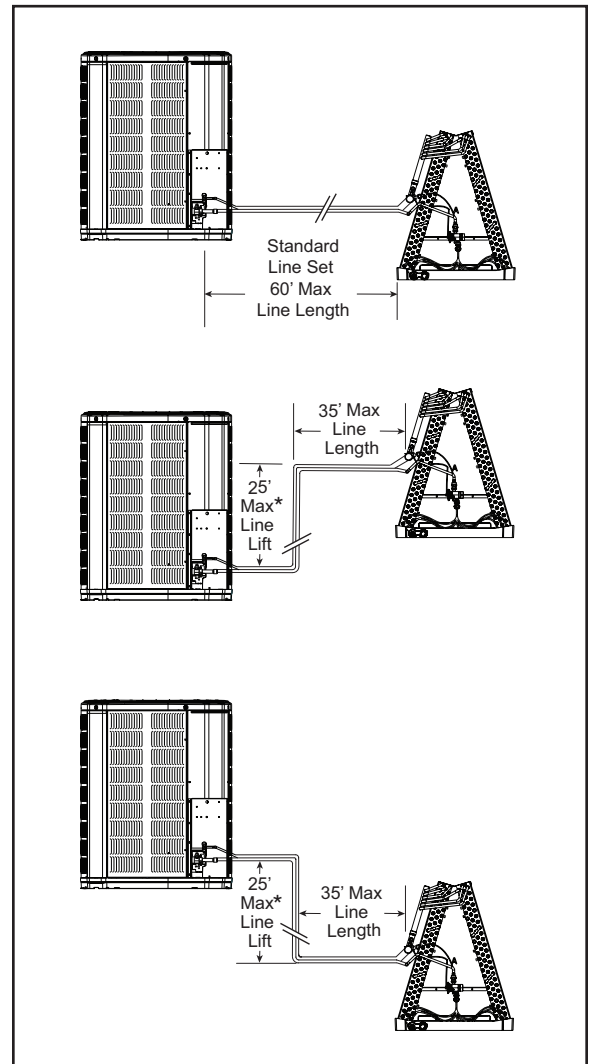 Standard
Line Set
60’ Max
Line Length
35’ Max
Line
Length
25’
Max*
Line
Lift
25’
Max*
Line
Lift
35’ Max
Line
Length